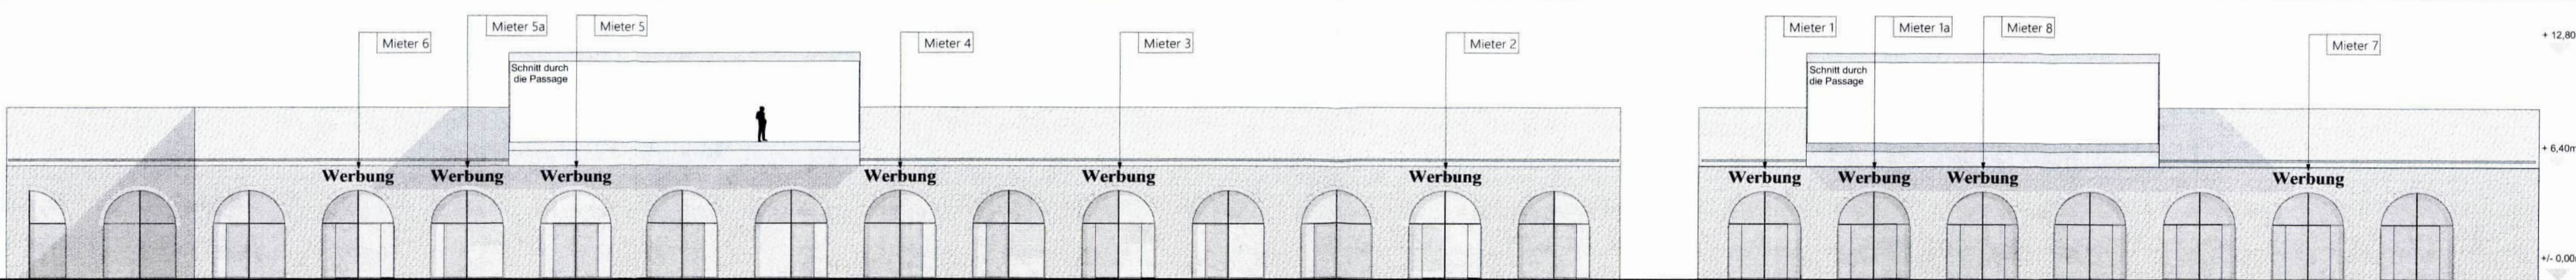 Mieter 5a
Mieter 5
Mieter 1
Mieter 1a
Mieter 8
+ 12,80
Mieter 6
Mieter 4
Mieter 3
Mieter 2
Mieter 7
Schnitt durch
die Passage
Schnitt durch
die Passage
+ 6,40m
Werbung Werbung Werbung Werbung Werbung Werbung Werbung Werbung Werbung Werbung
+/- 0,00